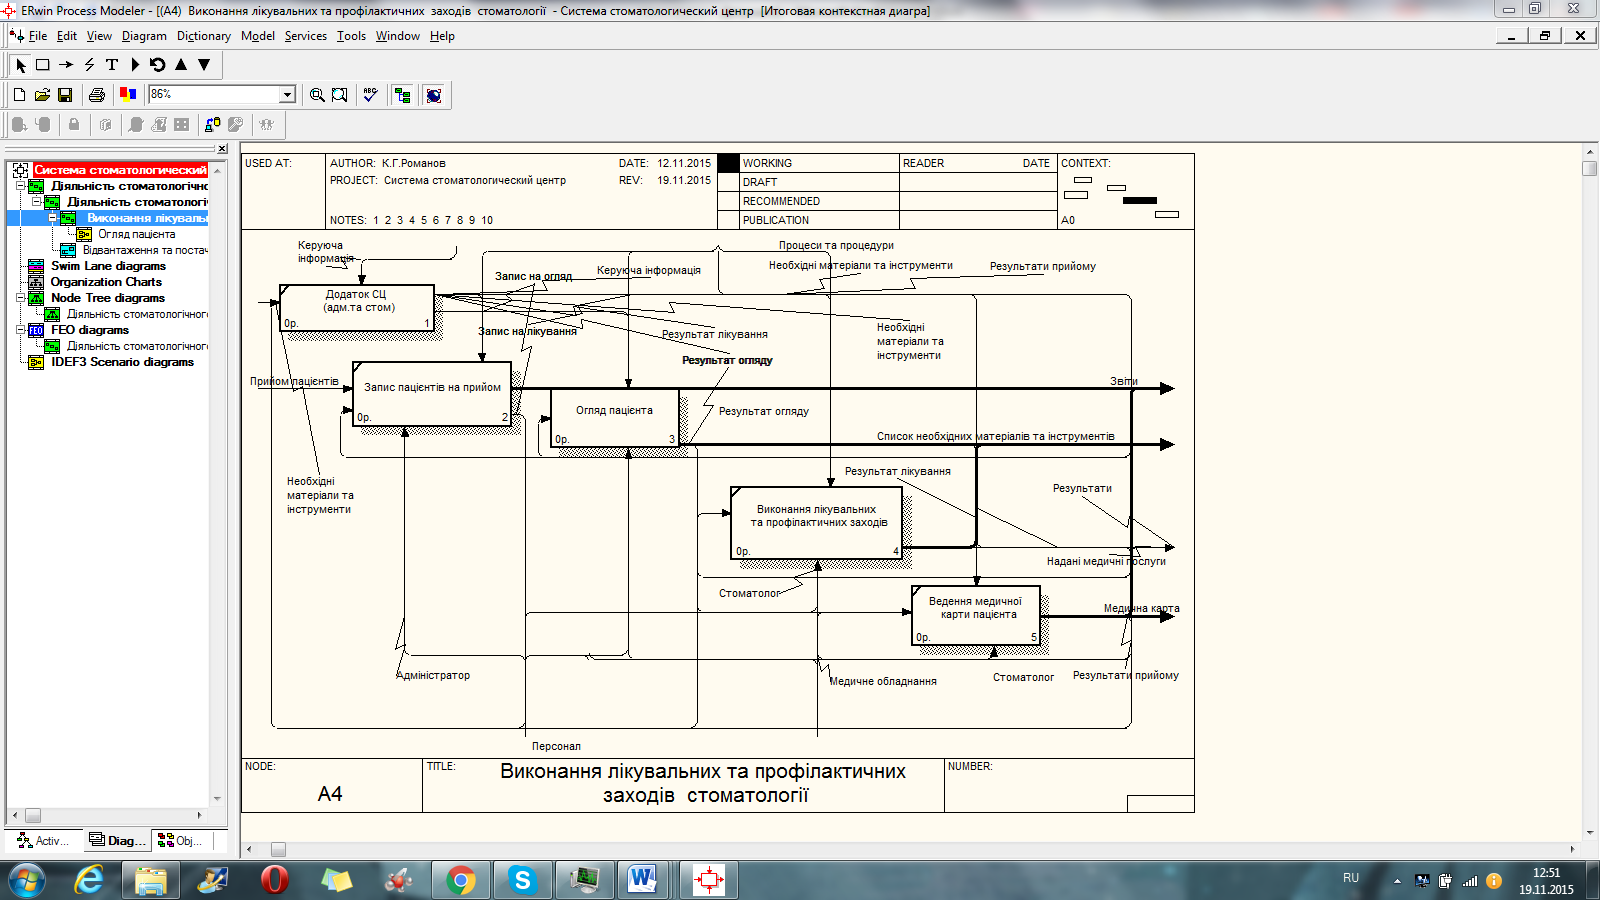 ERwin Process Modeler - [(A4) Виконання лікувальних та профілактичних заходів стоматології - Система стоматологический центр [Итоговая контекстная диагра]
File Edit View Diagram Dictionary Model Services Tools Window Help
86%
Система стоматологический
Діяльність стоматологічно
Діяльність стоматологі
Виконання лікуваль
Огляд пацієнта
Відвантаження та постач
Swim Lane diagrams
Organization Charts
Node Tree diagrams
Діяльність стоматологічног
FEO diagrams
Діяльність стоматологічног
IDEF3 Scenario diagrams
Activ...
Diag...
Obj...
USED AT:
AUTHOR: К.Г.Романов
DATE: 12.11.2015
PROJECT: Система стоматологический центр
REV: 19.11.2015
NOTES: 1 2 3 4 5 6 7 8 9 10
WORKING
DRAFT
RECOMMENDED
PUBLICATION
READER DATE
CONTEXT:
A0
Керуюча
інформація
Процеси та процедури
Запис на огляд
Керуюча інформація
Необхідні матеріали та інструменти
Результати прийому
Додаток СЦ
(адм.та стом)
0р. 1
Запис на лікування
Результат лікування
Необхідні
матеріали та
інструменти
Результат огляду
Прийом пацієнтів
Запис пацієнтів на прийом
0р. 2
Звіти
Огляд пацієнта
0р. 3
Результат огляду
Список необхідних матеріалів та інструментів
Результат лікування
Необхідні
матеріали та
інструменти
Результати
Виконання лікувальних
та профілактичних заходів
0р. 4
Надані медичні послуги
Стоматолог
Ведення медичної
карти пацієнта
0р. 5
Медична карта
Адміністратор
Медичне обладнання
Стоматолог
Результати прийому
Персонал
NODE:
A4
TITLE:
Виконання лікувальних та профілактичних
заходів стоматології
NUMBER:
RU
12:51
19.11.2015